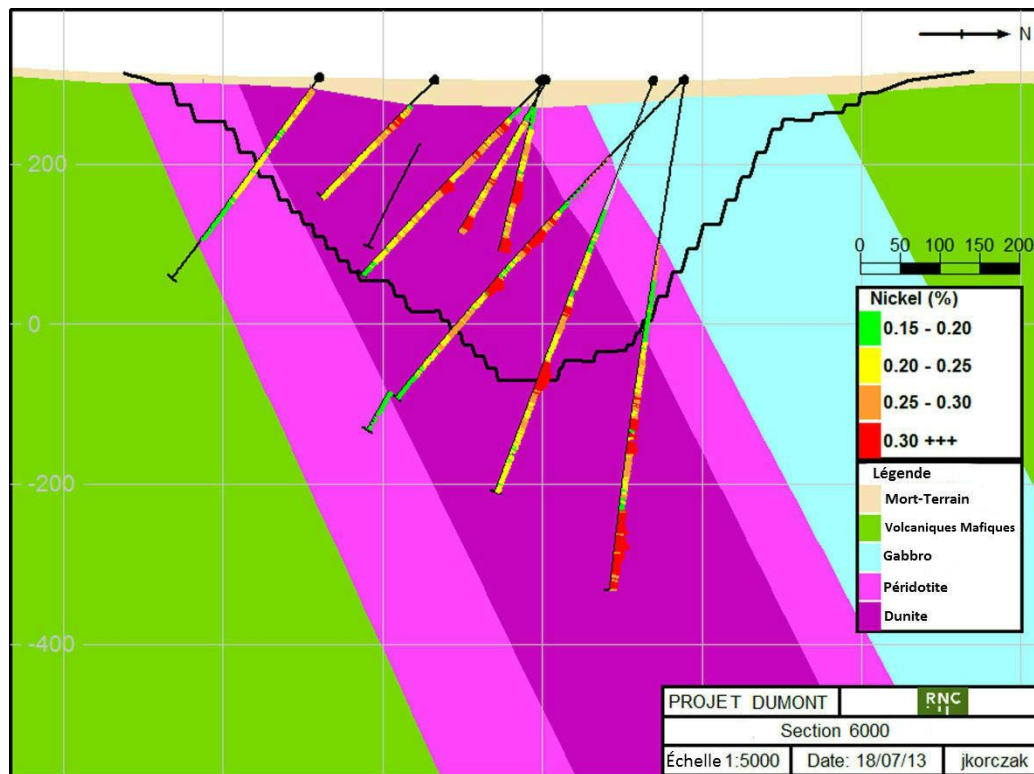 N
200
0
-200
-400
0 50 100 150 200
Nickel (%)
0.15 - 0.20
0.20 - 0.25
0.25 - 0.30
0.30 +++
Légende
Mort-Terrain
Volcaniques Mafiques
Gabbro
Péridotite
Dunite
PROJET DUMONT RNC
Section 6000
Échelle 1:5000 Date: 18/07/13 jkorczak